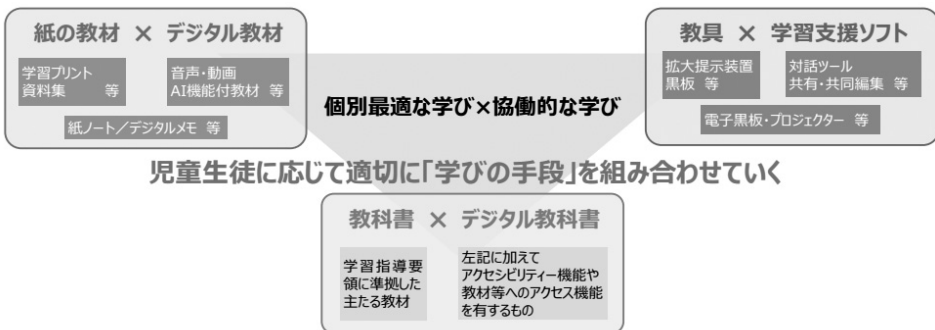 紙の教材 × デジタル教材
学習プリント
資料集 等
音声・動画
AI機能付教材 等
紙ノート／デジタルメモ 等
教具 × 学習支援ソフト
拡大提示装置
黒板 等
対話ツール
共有・共同編集 等
電子黒板・プロジェクター 等
個別最適な学び×協働的な学び
児童生徒に応じて適切に「学びの手段」を組み合わせていく
教科書 × デジタル教科書
学習指導要
領に準拠した
主たる教材
左記に加えて
アクセシビリティー機能や
教材等へのアクセス機能
を有するもの